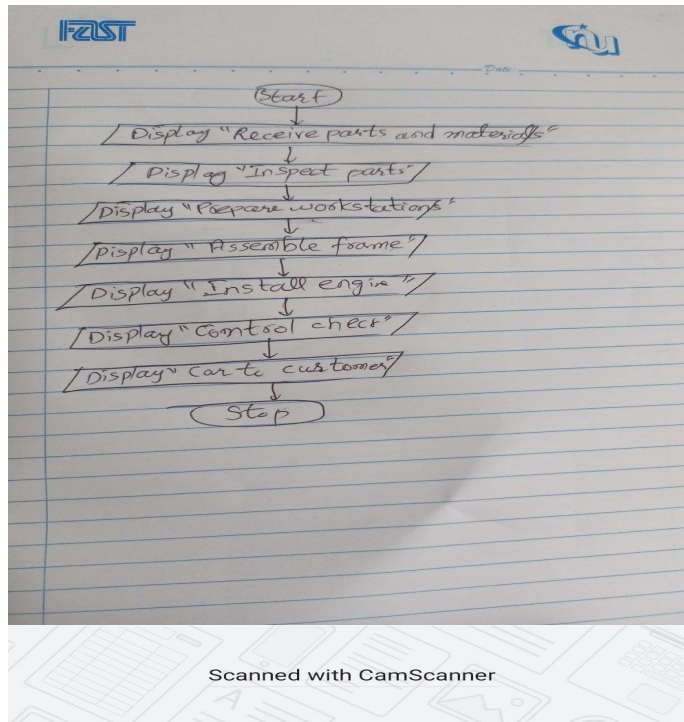 FAST
nu
Date:
Start
Display "Receive parts and materials"
Display "Inspect parts"
Display "Prepare workstations"
Display "Assemble frame"
Display "Install engine"
Display "Control check"
Display "Car to customer"
Stop
Scanned with CamScanner